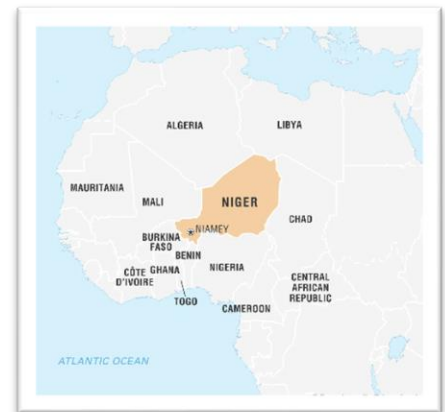 ALGERIA
LIBYA
MAURITANIA
MALI
NIGER
CHAD
NIAMEY
BURKINA
FASO
BENIN
NIGERIA
CÔTE
D'IVOIRE
GHANA
TOGO
CAMEROON
CENTRAL
AFRICAN
REPUBLIC
ATLANTIC OCEAN